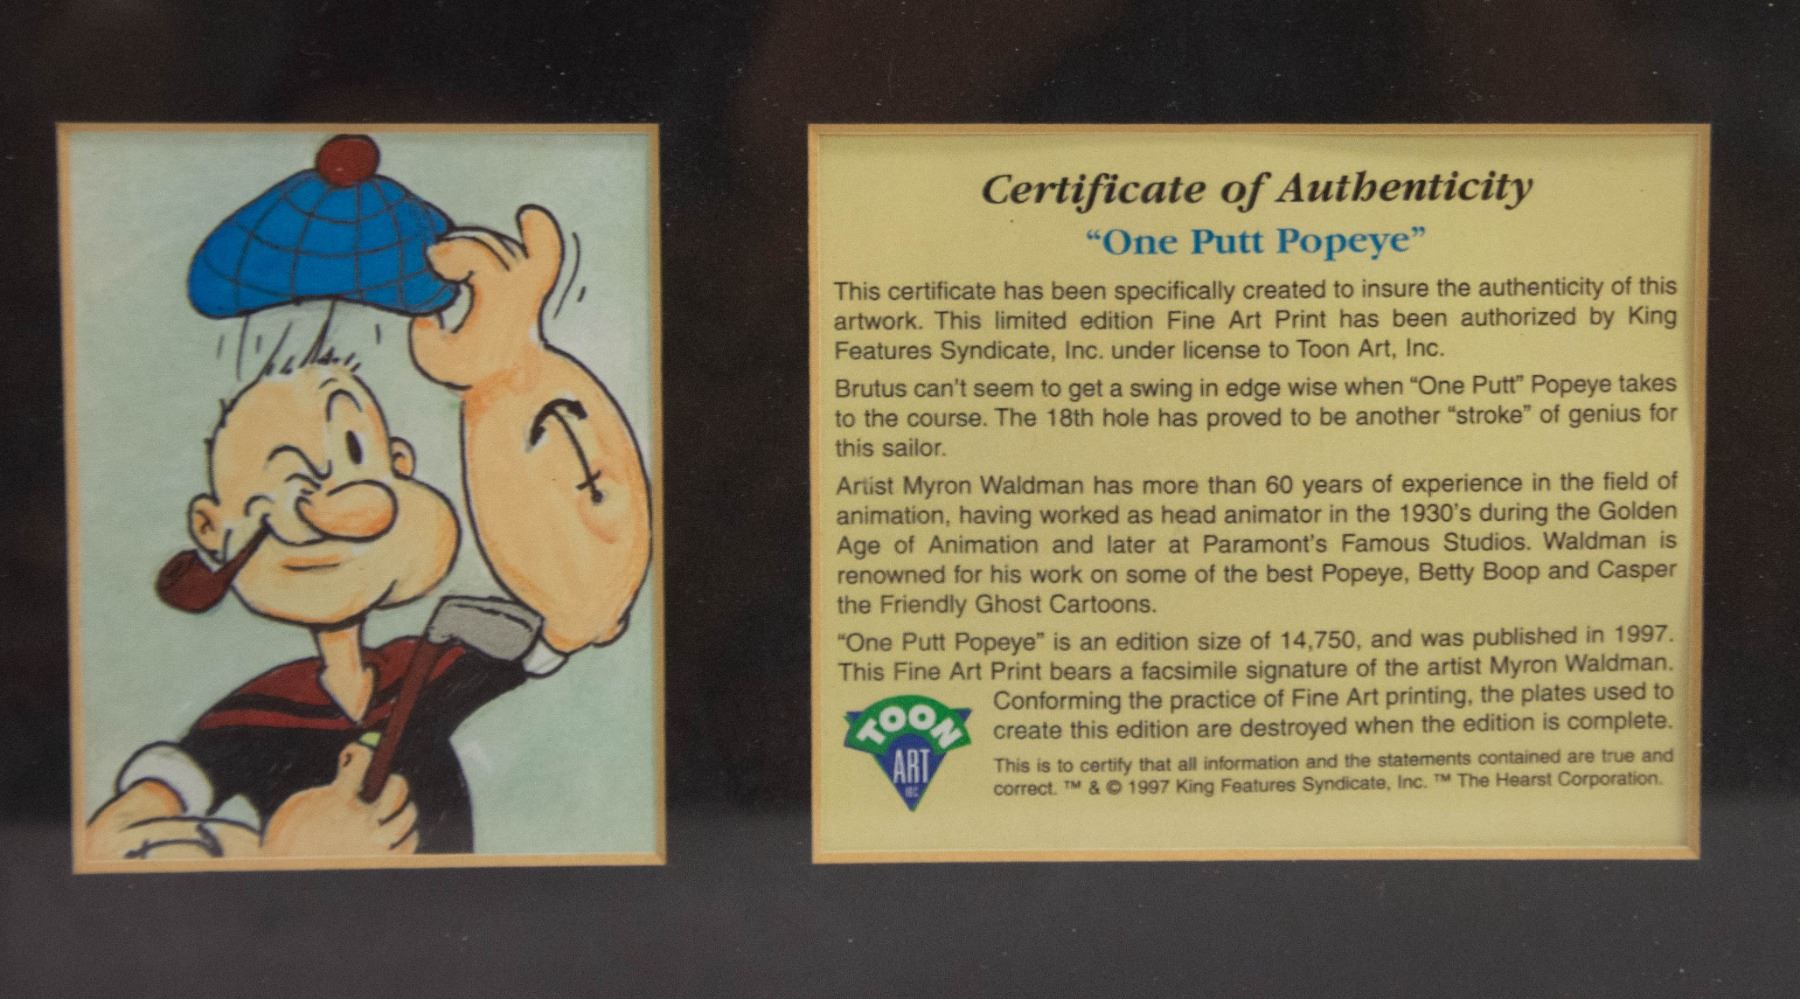 Certificate of Authenticity
“One Putt Popeye”
This certificate has been specifically created to insure the authenticity of this
artwork. This limited edition Fine Art Print has been authorized by King
Features Syndicate, Inc. under license to Toon Art, Inc.
Brutus can't seem to get a swing in edge wise when “One Putt” Popeye takes
to the course. The 18th hole has proved to be another “stroke” of genius for
this sailor.
Artist Myron Waldman has more than 60 years of experience in the field of
animation, having worked as head animator in the 1930's during the Golden
Age of Animation and later at Paramont's Famous Studios. Waldman is
renowned for his work on some of the best Popeye, Betty Boop and Casper
the Friendly Ghost Cartoons.
“One Putt Popeye” is an edition size of 14,750, and was published in 1997.
This Fine Art Print bears a facsimile signature of the artist Myron Waldman.
Conforming the practice of Fine Art printing, the plates used to
create this edition are destroyed when the edition is complete.
This is to certify that all information and the statements contained are true and
correct. ™ & © 1997 King Features Syndicate, Inc. ™ The Hearst Corporation.
TOON
ART
INC